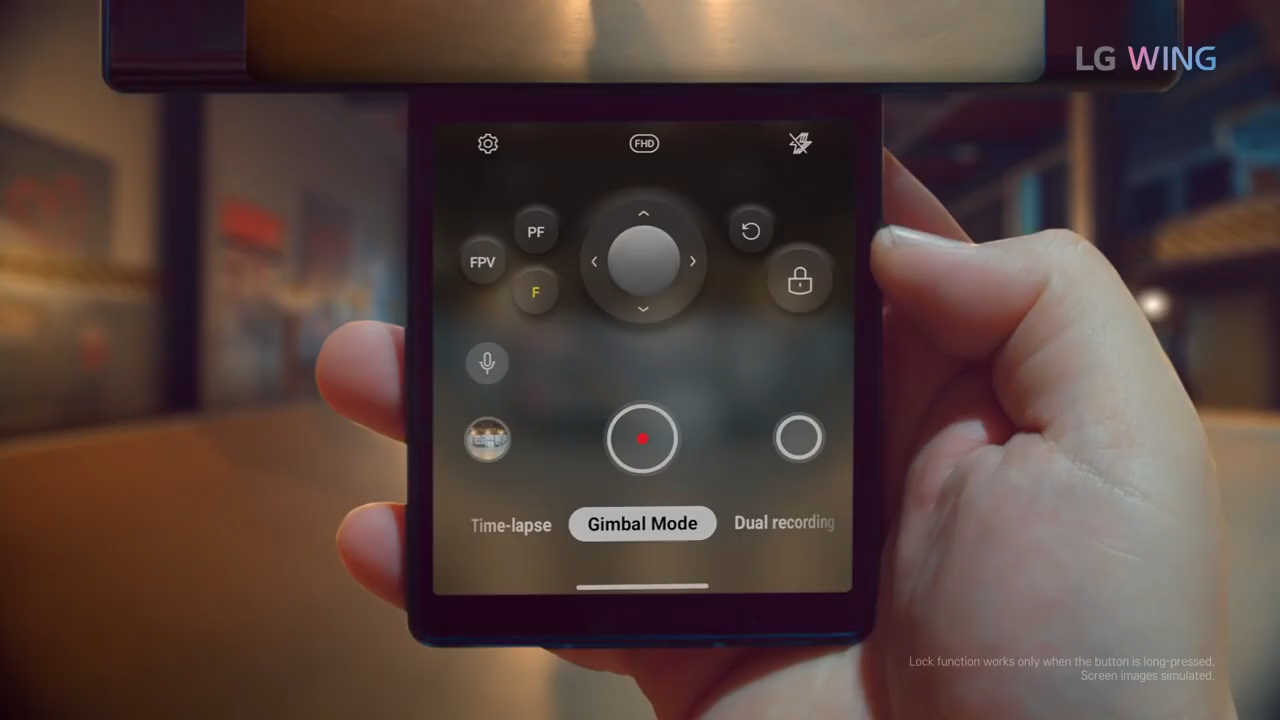 LG WING
FHD
PF
FPV
F
Time-lapse
Gimbal Mode
Dual recording
Lock function works only when the button is long-pressed.
Screen images simulated.